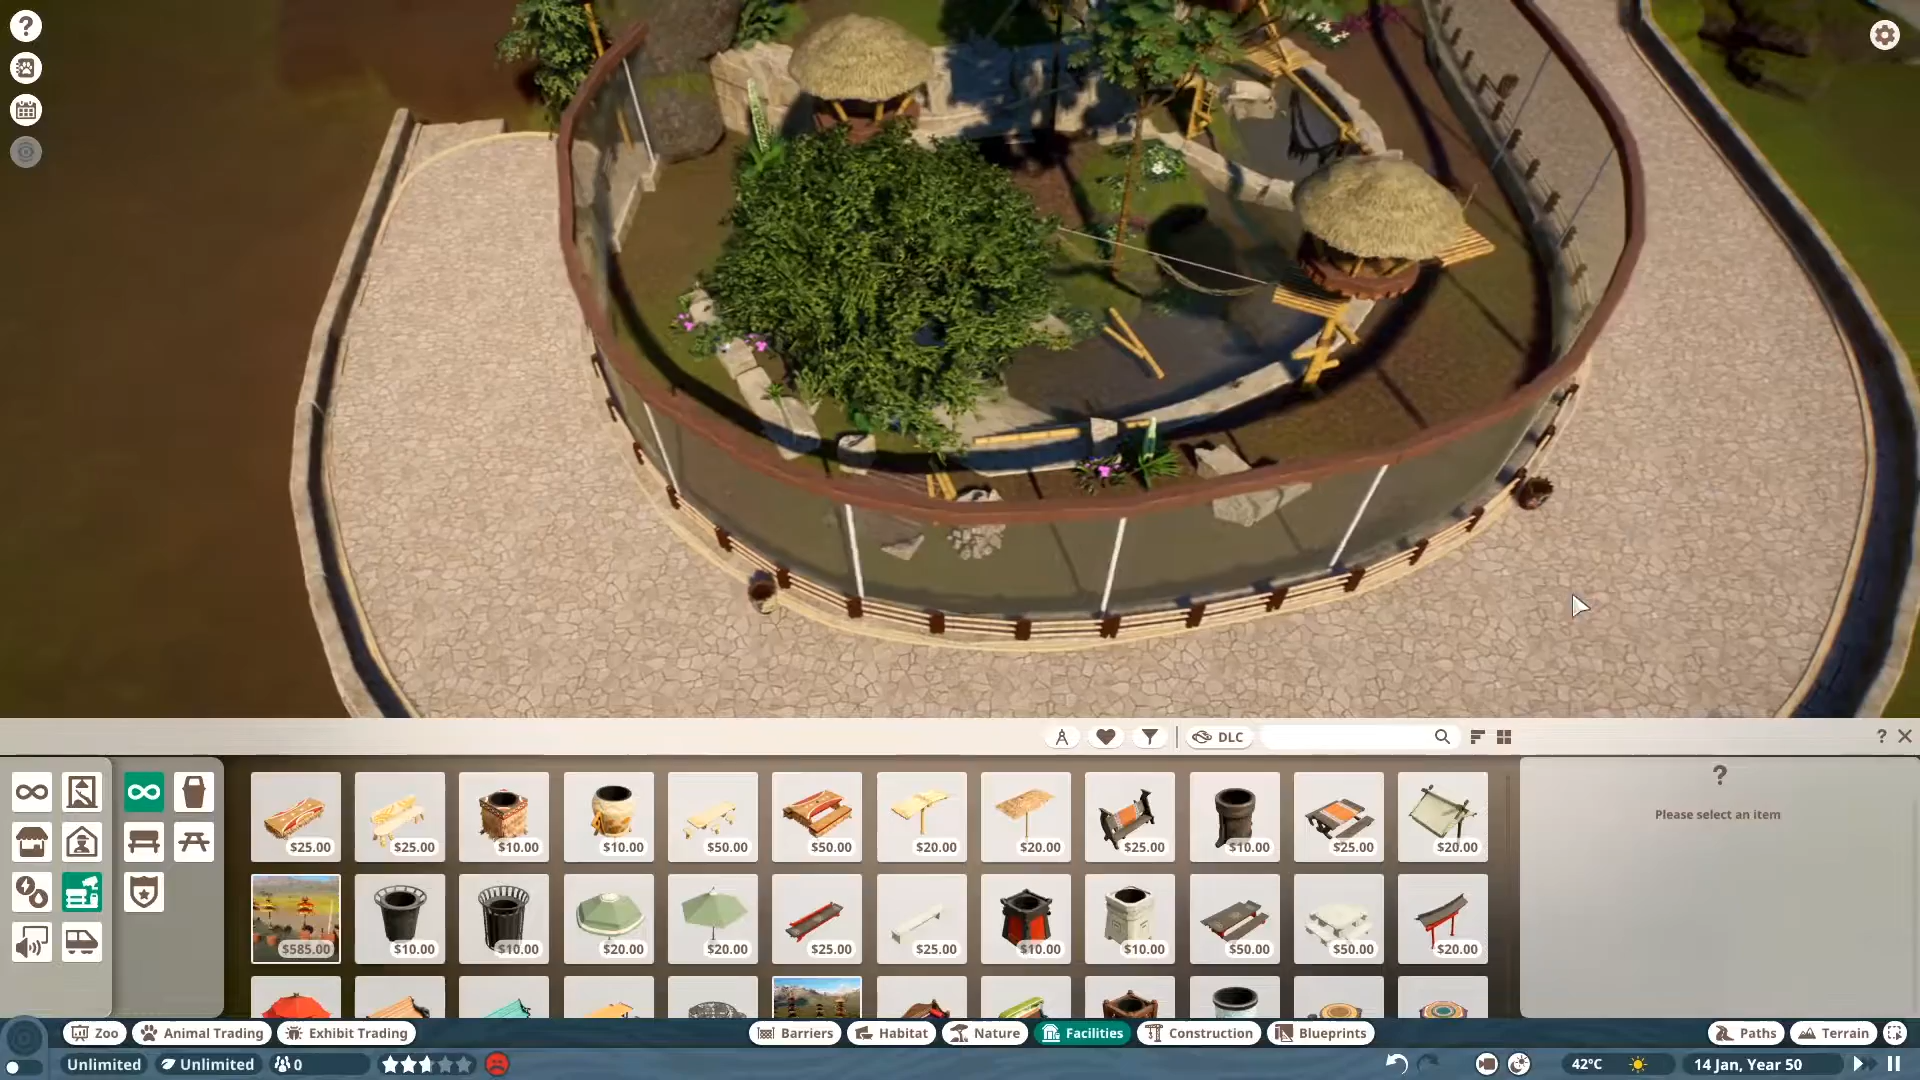 DLC
?
?
Please select an item
$25.00 $25.00 $10.00 $10.00 $50.00 $50.00 $20.00 $20.00 $25.00 $10.00 $25.00 $20.00
$585.00 $10.00 $10.00 $20.00 $20.00 $25.00 $25.00 $10.00 $10.00 $50.00 $50.00 $20.00
Zoo Animal Trading Exhibit Trading Barriers Habitat Nature Facilities Construction Blueprints Paths Terrain
Unlimited Unlimited 0 42°C 14 Jan, Year 50